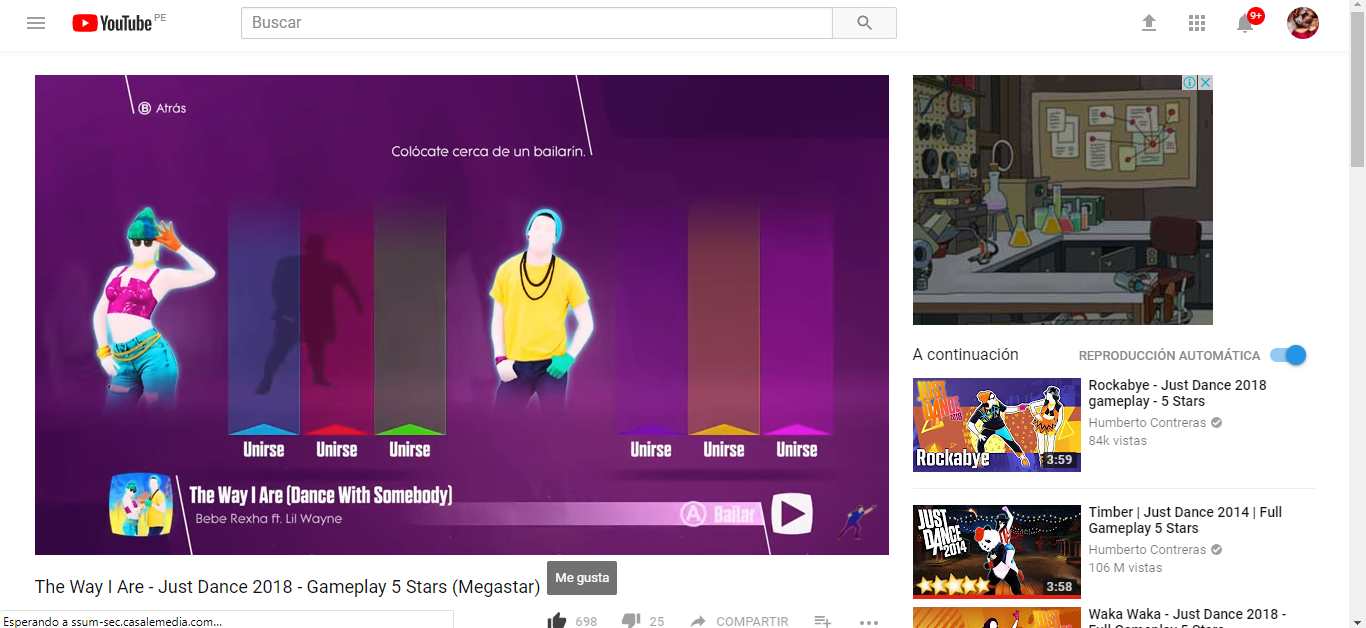 YouTube PE
Buscar
9+
B Atrás
Colócate cerca de un bailarín.
Unirse
Unirse
Unirse
Unirse
Unirse
Unirse
The Way I Are (Dance With Somebody)
Bebe Rexha ft. Lil Wayne
A Bailar
The Way I Are - Just Dance 2018 - Gameplay 5 Stars (Megastar)
Me gusta
698
25
COMPARTIR
Esperando a ssum-sec.casalemedia.com...
A continuación
REPRODUCCIÓN AUTOMÁTICA
JUST
DANCE
2018
Rockabye
3:59
Rockabye - Just Dance 2018
gameplay - 5 Stars
Humberto Contreras
84k vistas
JUST
DANCE
2014
3:58
Timber | Just Dance 2014 | Full
Gameplay 5 Stars
Humberto Contreras
106 M vistas
Waka Waka - Just Dance 2018 -
Full Gameplay 5 Stars